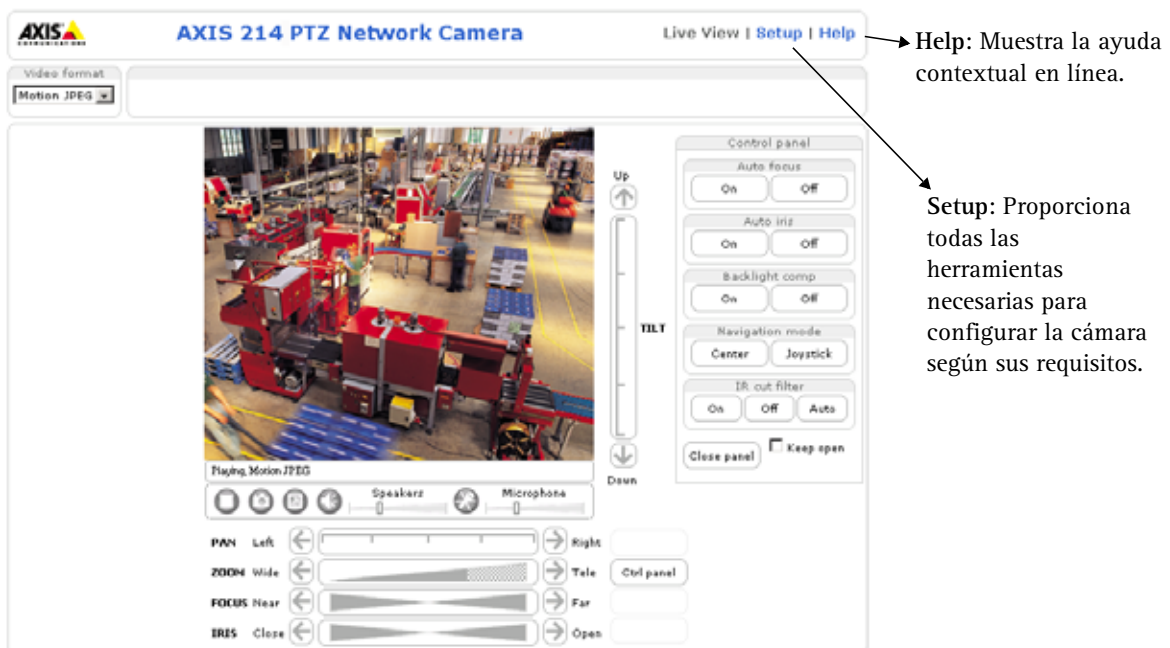 AXIS
COMMUNICATIONS
AXIS 214 PTZ Network Camera
Live View | Setup | Help
Help: Muestra la ayuda
contextual en línea.
Video format
Motion JPEG
Setup: Proporciona
todas las
herramientas
necesarias para
configurar la cámara
según sus requisitos.
Up
TILT
Down
Control panel
Auto focus
On Off
Auto iris
On Off
Backlight comp
On Off
Navigation mode
Center Joystick
IR cut filter
On Off Auto
Close panel Keep open
Playing, Motion JPEG
Speakers Microphone
PAN Left Right
ZOOM Wide Tele Ctrl panel
FOCUS Near Far
IRIS Close Open